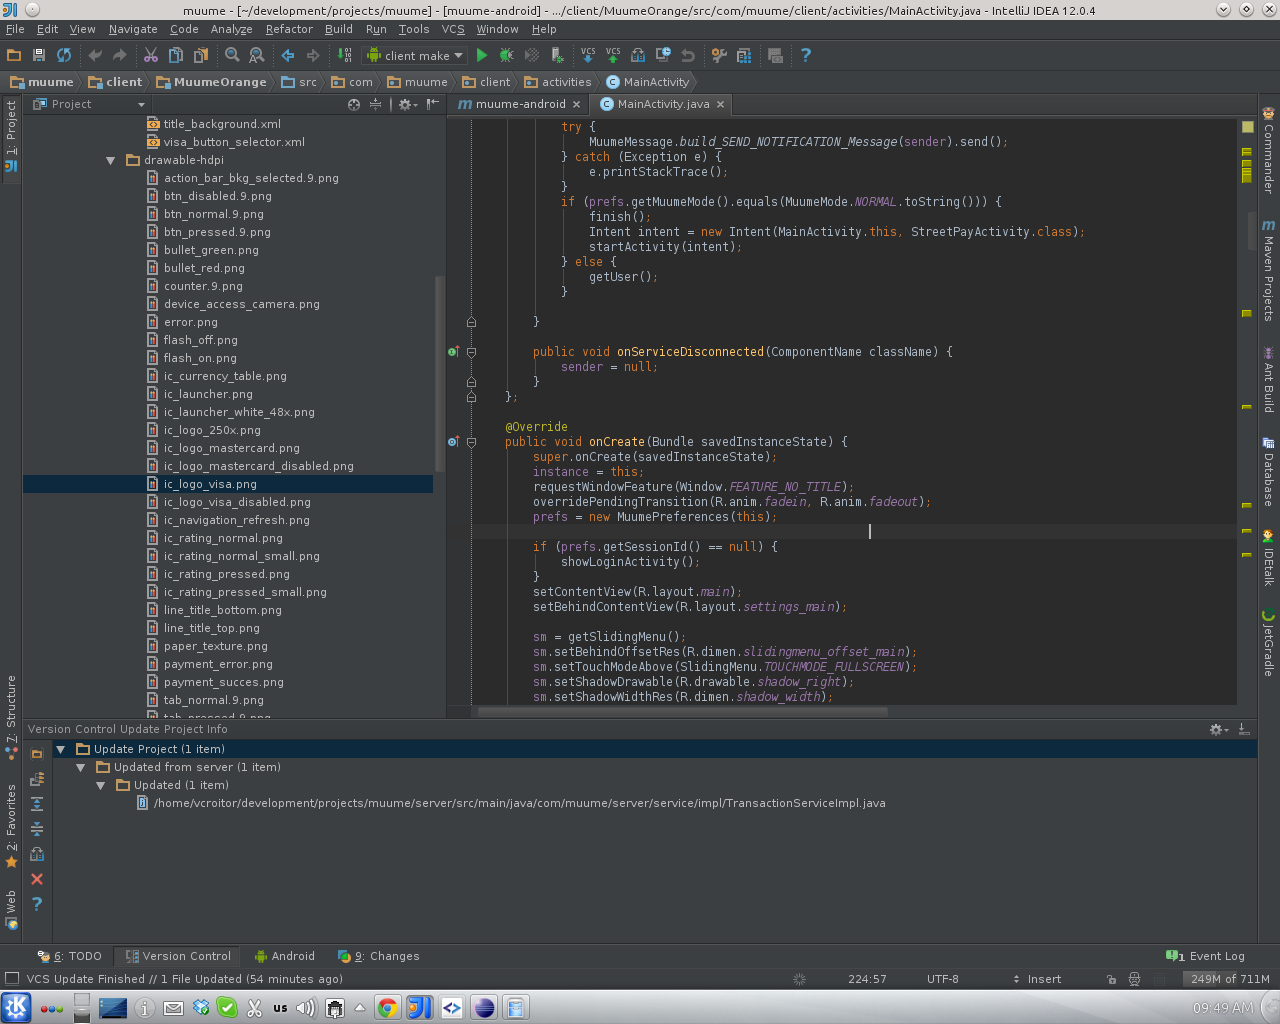 muume - [~/development/projects/muume] - [muume-android] - .../client/MuumeOrange/src/com/muume/client/activities/MainActivity.java - IntelliJ IDEA 12.0.4
File Edit View Navigate Code Analyze Refactor Build Run Tools VCS Window Help
client make
VCS VCS
muume client MuumeOrange src com muume client activities MainActivity
1: Project
Project
muume-android
MainActivity.java
title_background.xml
visa_button_selector.xml
drawable-hdpi
action_bar_bkg_selected.9.png
btn_disabled.9.png
btn_normal.9.png
btn_pressed.9.png
bullet_green.png
bullet_red.png
counter.9.png
device_access_camera.png
error.png
flash_off.png
flash_on.png
ic_currency_table.png
ic_launcher.png
ic_launcher_white_48x.png
ic_logo_250x.png
ic_logo_mastercard.png
ic_logo_mastercard_disabled.png
ic_logo_visa.png
ic_logo_visa_disabled.png
ic_navigation_refresh.png
ic_rating_normal.png
ic_rating_normal_small.png
ic_rating_pressed.png
ic_rating_pressed_small.png
line_title_bottom.png
line_title_top.png
paper_texture.png
payment_error.png
payment_succes.png
tab_normal.9.png
tab_pressed.9.png
try {
MuumeMessage.build_SEND_NOTIFICATION_Message(sender).send();
} catch (Exception e) {
e.printStackTrace();
}
if (prefs.getMuumeMode().equals(MuumeMode.NORMAL.toString())) {
finish();
Intent intent = new Intent(MainActivity.this, StreetPayActivity.class);
startActivity(intent);
} else {
getUser();
}
}
public void onServiceDisconnected(ComponentName className) {
sender = null;
}
};
@Override
public void onCreate(Bundle savedInstanceState) {
super.onCreate(savedInstanceState);
instance = this;
requestWindowFeature(Window.FEATURE_NO_TITLE);
overridePendingTransition(R.anim.fadein, R.anim.fadeout);
prefs = new MuumePreferences(this);
if (prefs.getSessionId() == null) {
showLoginActivity();
}
setContentView(R.layout.main);
setBehindContentView(R.layout.settings_main);
sm = getSlidingMenu();
sm.setBehindOffsetRes(R.dimen.slidingmenu_offset_main);
sm.setTouchModeAbove(SlidingMenu.TOUCHMODE_FULLSCREEN);
sm.setShadowDrawable(R.drawable.shadow_right);
sm.setShadowWidthRes(R.dimen.shadow_width);
Commander
Maven Projects
Ant Build
Database
IDEtalk
JetGradle
7: Structure
2: Favorites
Web
Version Control Update Project Info
Update Project (1 item)
Updated from server (1 item)
Updated (1 item)
/home/vcroitor/development/projects/muume/server/src/main/java/com/muume/server/service/impl/TransactionServiceImpl.java
6: TODO Version Control Android 9: Changes 1 Event Log
VCS Update Finished // 1 File Updated (54 minutes ago) 224:57 UTF-8 Insert 249M of 711M
us 09:49 AM